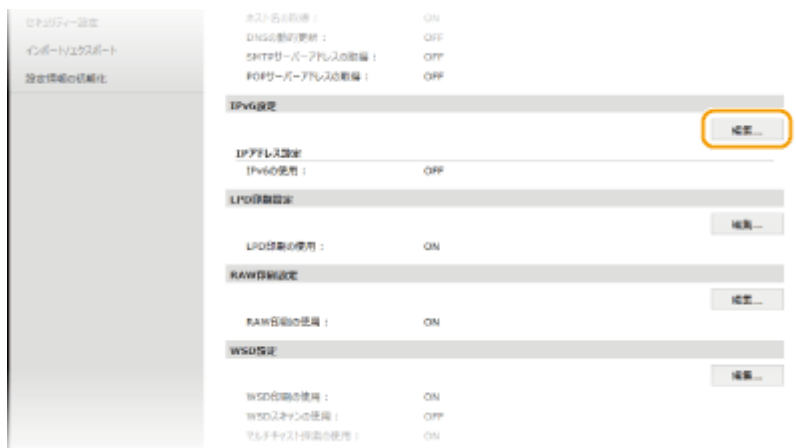 セキュリティー設定
インポート/エクスポート
設定情報の初期化
ホスト名の取得： ON
DNSの動的更新： OFF
SMTPサーバーアドレスの取得： OFF
POPサーバーアドレスの取得： OFF
IPv6設定
編集...
IPアドレス設定
IPv6の使用： OFF
LPD印刷設定
編集...
LPD印刷の使用： ON
RAW印刷設定
編集...
RAW印刷の使用： ON
WSD設定
編集...
WSD印刷の使用： ON
WSDスキャンの使用： OFF
マルチキャスト探索の使用： ON